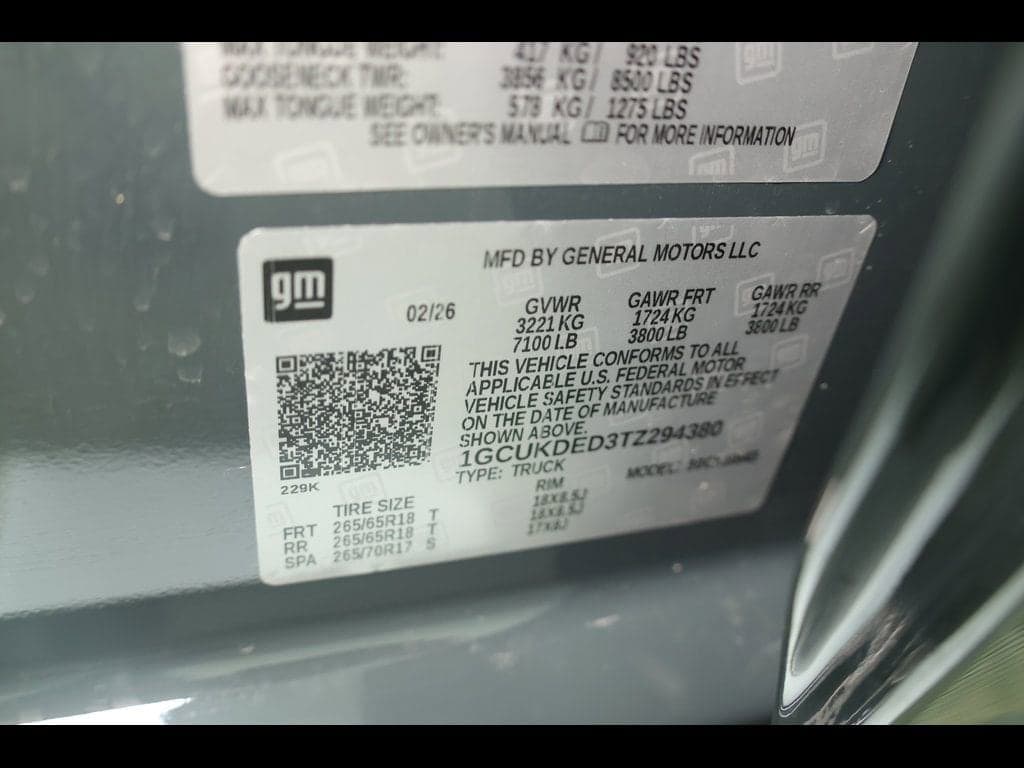 MAX TONGUE WEIGHT: 417 KG/ 920 LBS
GOOSENECK TWR: 3856 KG/ 8500 LBS
MAX TONGUE WEIGHT: 578 KG/ 1275 LBS
SEE OWNER'S MANUAL FOR MORE INFORMATION
gm
MFD BY GENERAL MOTORS LLC
02/26 GVWR GAWR FRT GAWR RR
3221 KG 1724 KG 1724 KG
7100 LB 3800 LB 3800 LB
THIS VEHICLE CONFORMS TO ALL
APPLICABLE U.S. FEDERAL MOTOR
VEHICLE SAFETY STANDARDS IN EFFECT
ON THE DATE OF MANUFACTURE
SHOWN ABOVE.
1GCUKDED3TZ294380
TYPE: TRUCK MODEL:
229K
TIRE SIZE RIM
FRT 265/65R18 T 18X8.5J
RR 265/65R18 T 18X8.5J
SPA 265/70R17 S 17X8J